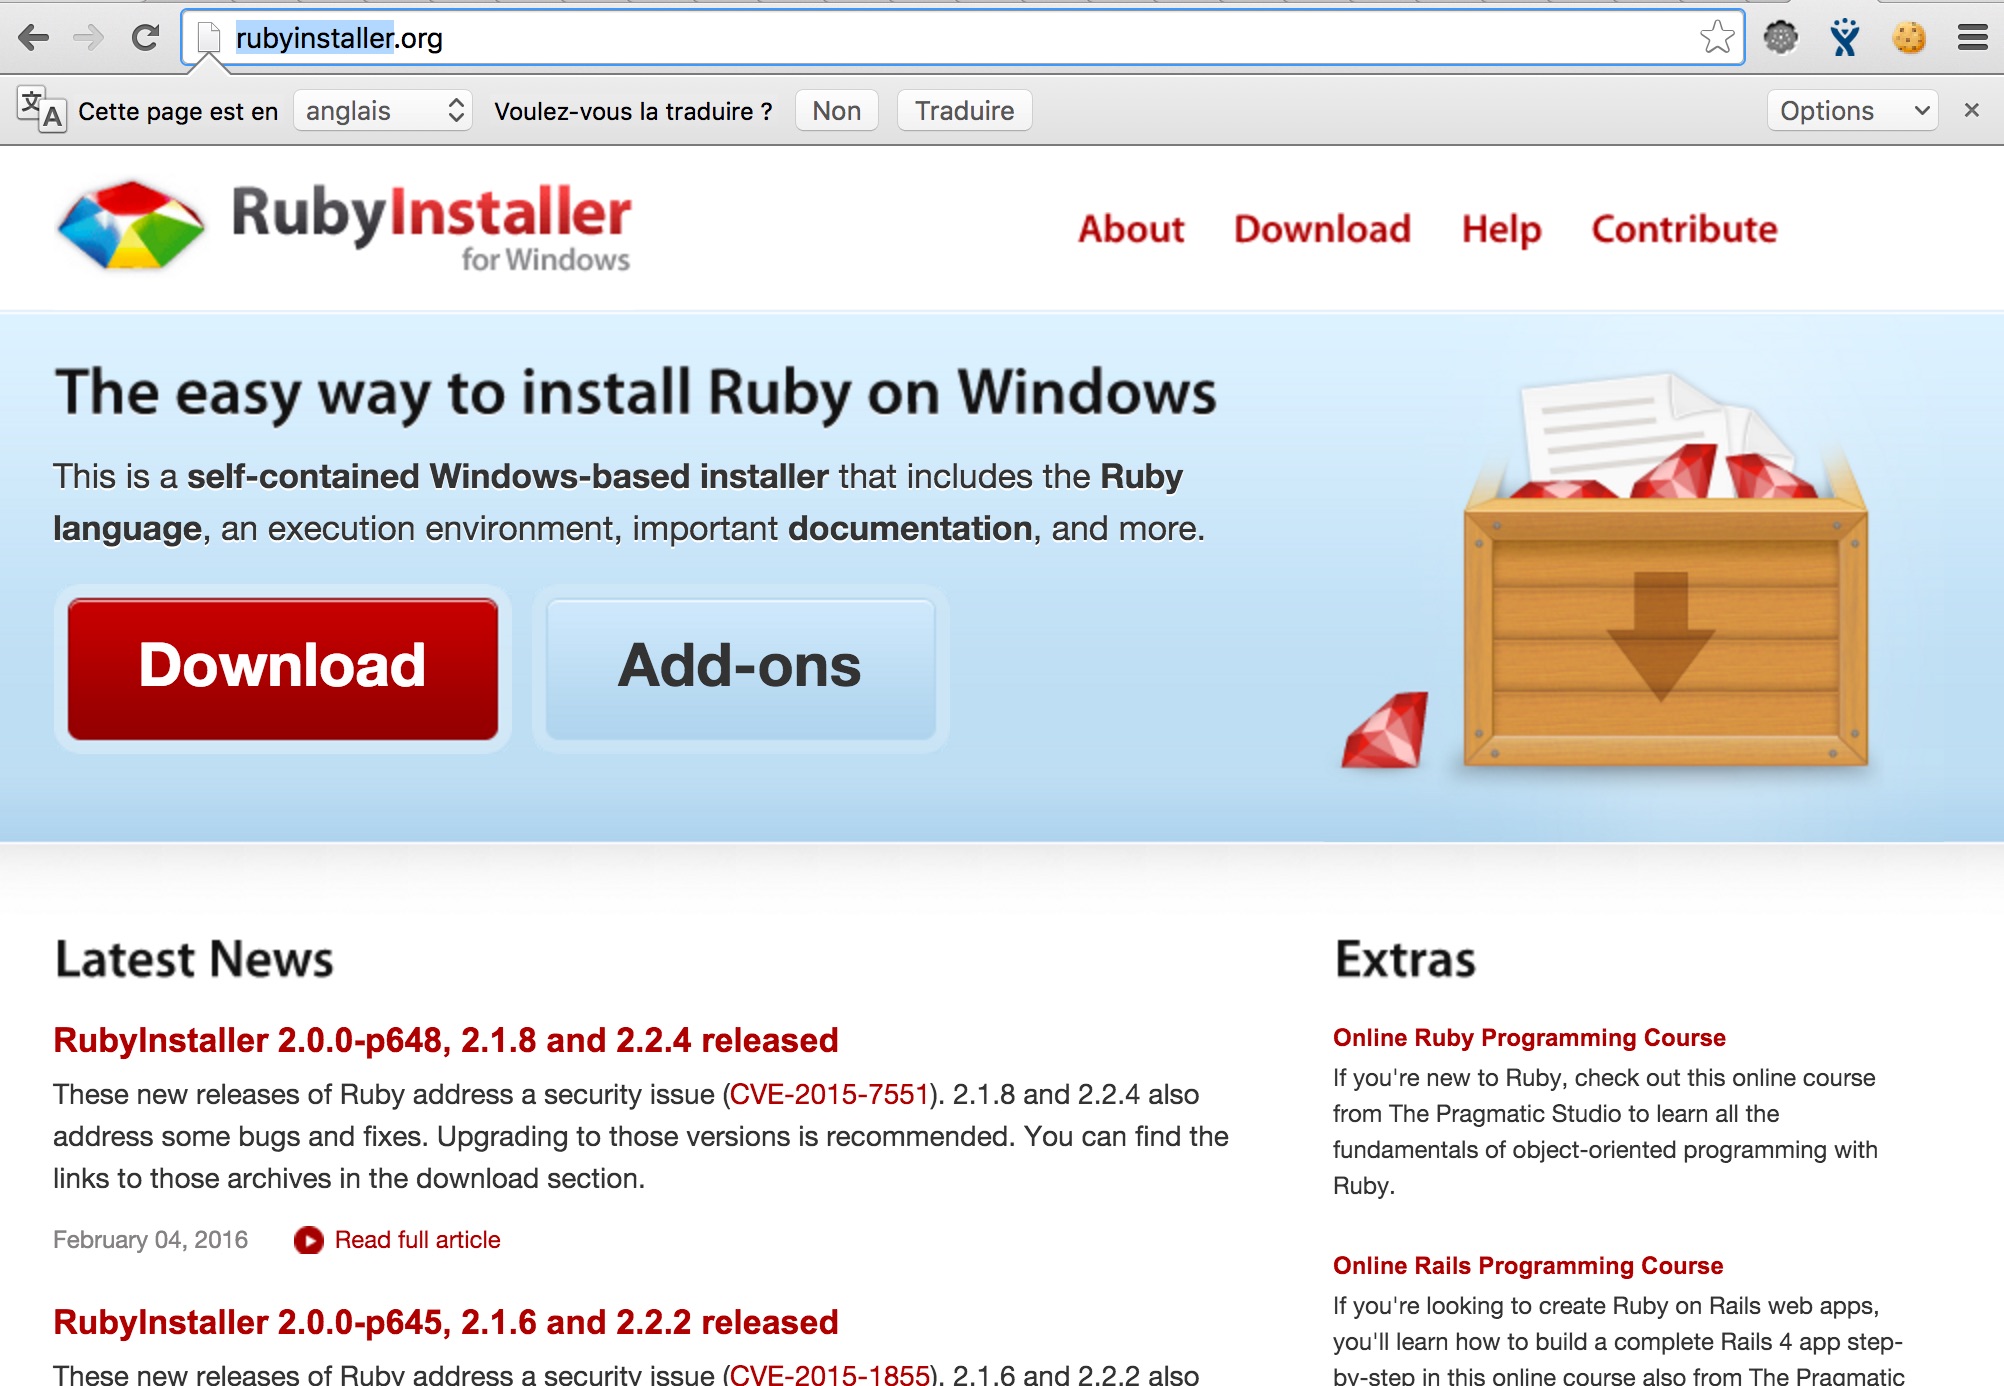 rubyinstaller.org
Cette page est en anglais Voulez-vous la traduire ? Non Traduire Options
RubyInstaller
for Windows
About Download Help Contribute
The easy way to install Ruby on Windows
This is a self-contained Windows-based installer that includes the Ruby
language, an execution environment, important documentation, and more.
Download Add-ons
Latest News
RubyInstaller 2.0.0-p648, 2.1.8 and 2.2.4 released
These new releases of Ruby address a security issue (CVE-2015-7551). 2.1.8 and 2.2.4 also
address some bugs and fixes. Upgrading to those versions is recommended. You can find the
links to those archives in the download section.
February 04, 2016 Read full article
RubyInstaller 2.0.0-p645, 2.1.6 and 2.2.2 released
These new releases of Ruby address a security issue (CVE-2015-1855). 2.1.6 and 2.2.2 also
Extras
Online Ruby Programming Course
If you're new to Ruby, check out this online course
from The Pragmatic Studio to learn all the
fundamentals of object-oriented programming with
Ruby.
Online Rails Programming Course
If you're looking to create Ruby on Rails web apps,
you'll learn how to build a complete Rails 4 app step-
by-step in this online course also from The Pragmatic